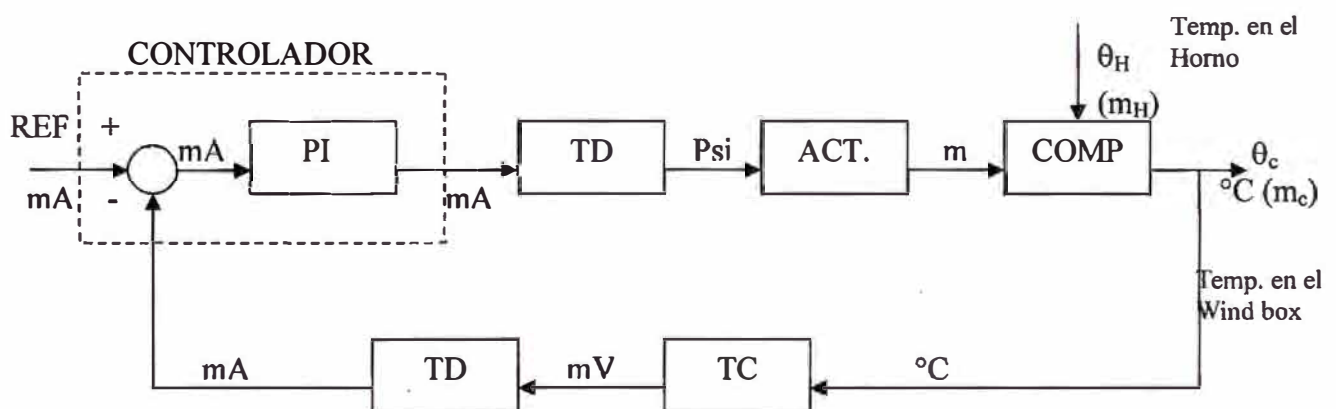 Temp. en el
Horno
CONTROLADOR
θH
(mH)
REF +
mA
PI
TD
Psi
ACT.
m
COMP
θc
mA
-
mA
°C (mc)
Temp. en el
Wind box
mA
TD
mV
TC
°C